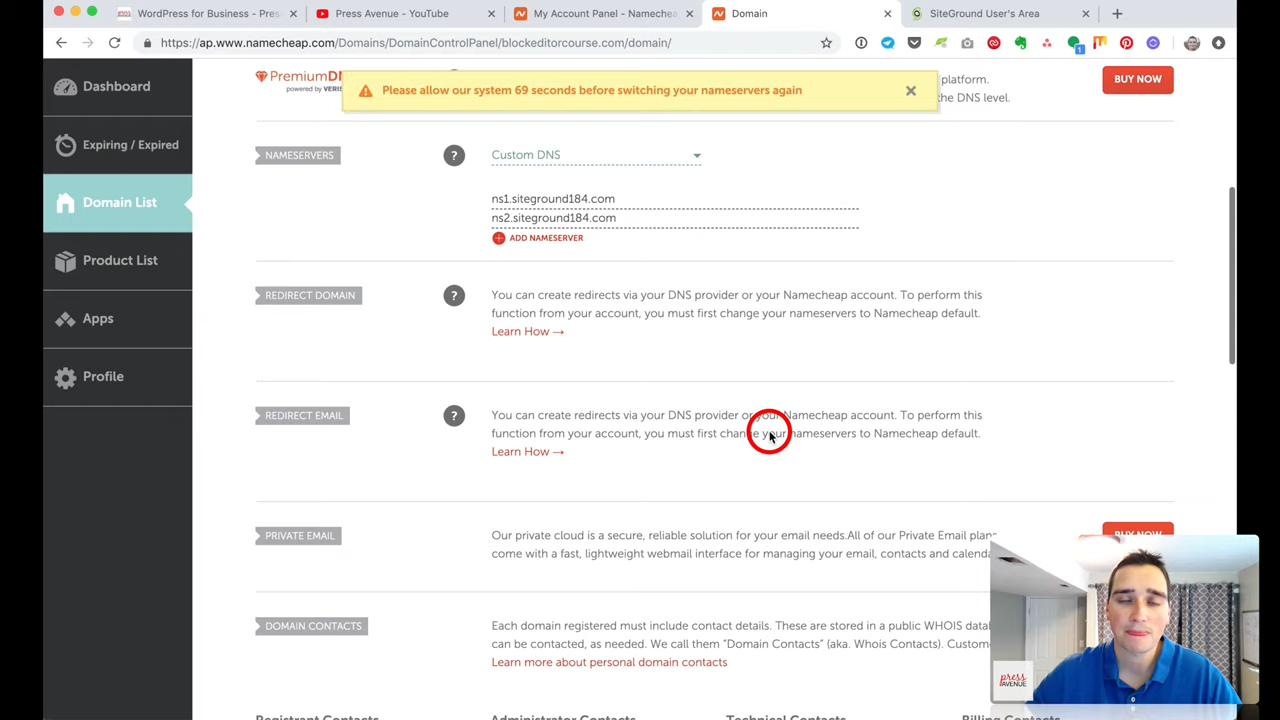 WordPress for Business - Pres
Press Avenue - YouTube
My Account Panel - Namechea
Domain
SiteGround User's Area
https://ap.www.namecheap.com/Domains/DomainControlPanel/blockeditorcourse.com/domain/
1
Dashboard
Expiring / Expired
Domain List
Product List
Apps
Profile
PremiumDN
powered by VERIS
Please allow our system 69 seconds before switching your nameservers again
platform.
the DNS level.
BUY NOW
NAMESERVERS
?
Custom DNS
ns1.siteground184.com
ns2.siteground184.com
ADD NAMESERVER
REDIRECT DOMAIN
?
You can create redirects via your DNS provider or your Namecheap account. To perform this
function from your account, you must first change your nameservers to Namecheap default.
Learn How →
REDIRECT EMAIL
?
You can create redirects via your DNS provider or your Namecheap account. To perform this
function from your account, you must first change your nameservers to Namecheap default.
Learn How →
PRIVATE EMAIL
Our private cloud is a secure, reliable solution for your email needs.All of our Private Email plans
come with a fast, lightweight webmail interface for managing your email, contacts and calenda
BUY NOW
DOMAIN CONTACTS
Each domain registered must include contact details. These are stored in a public WHOIS datab
can be contacted, as needed. We call them "Domain Contacts" (aka. Whois Contacts). Custome
Learn more about personal domain contacts
Registrant Contacts
Administrator Contacts
Technical Contacts
Billing Contacts
press
AVENUE